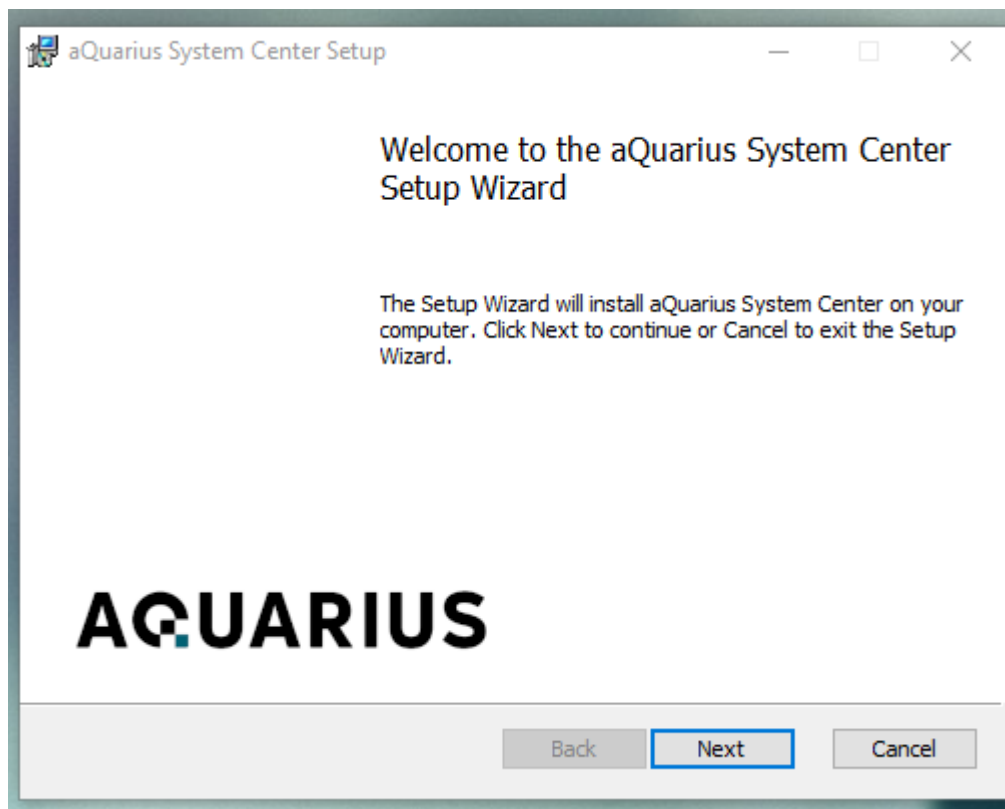 aQuarius System Center Setup
Welcome to the aQuarius System Center
Setup Wizard
The Setup Wizard will install aQuarius System Center on your
computer. Click Next to continue or Cancel to exit the Setup
Wizard.
AQUARIUS
Back Next Cancel